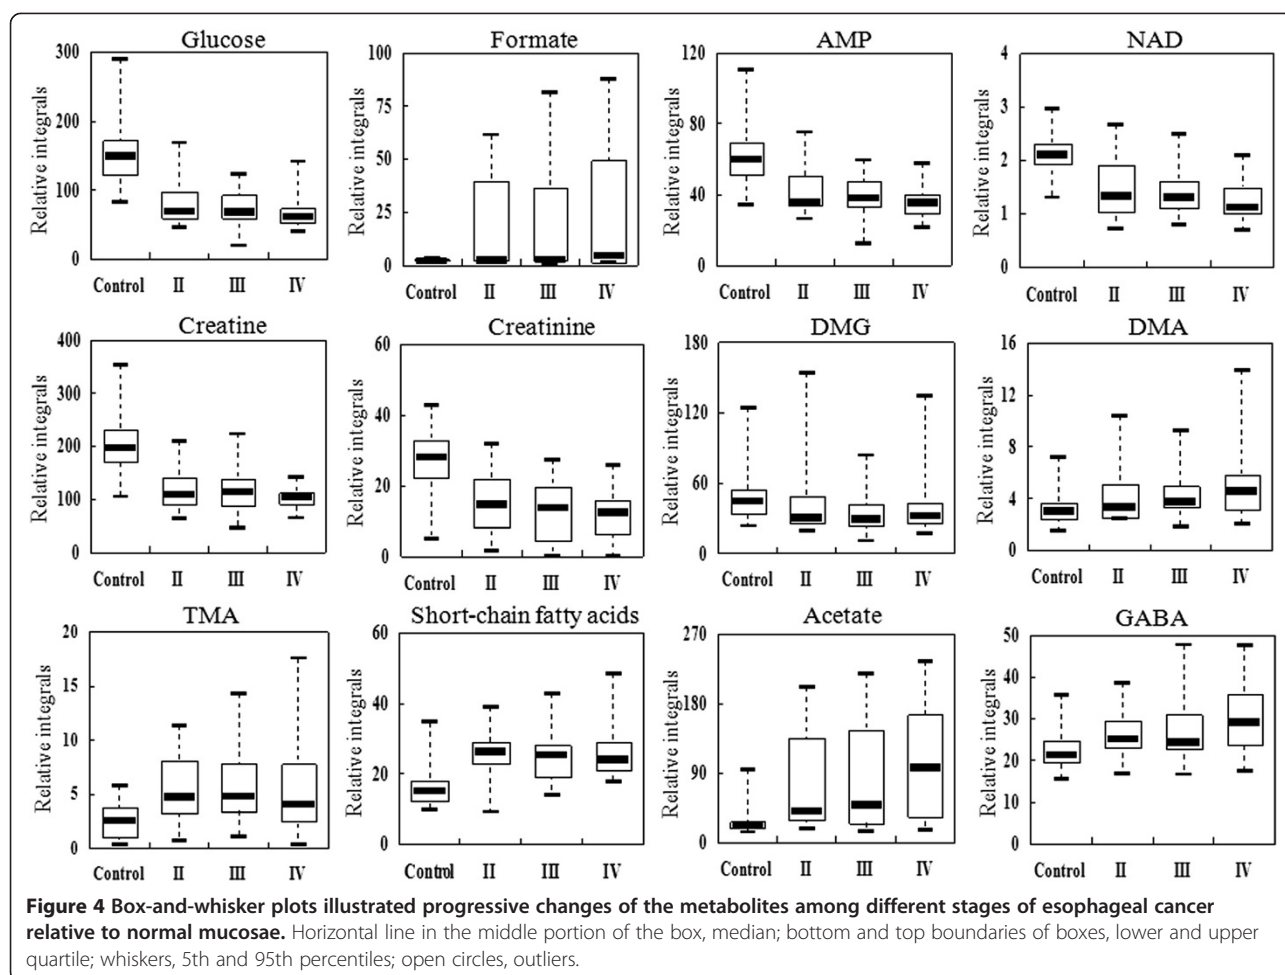 Glucose Formate AMP NAD
Relative integrals Relative integrals Relative integrals Relative integrals
300 100 120 4
200 75 80 3
100 50 40 2
0 25 0 1
0 0
Control II III IV Control II III IV Control II III IV Control II III IV
Creatine Creatinine DMG DMA
Relative integrals Relative integrals Relative integrals Relative integrals
400 60 180 16
300 40 120 12
200 20 60 8
100 0 0 4
0 0
Control II III IV Control II III IV Control II III IV Control II III IV
TMA Short-chain fatty acids Acetate GABA
Relative integrals Relative integrals Relative integrals Relative integrals
20 60 270 50
15 40 180 40
10 20 90 30
5 0 0 20
0 10
0
Control II III IV Control II III IV Control II III IV Control II III IV
Figure 4 Box-and-whisker plots illustrated progressive changes of the metabolites among different stages of esophageal cancer
relative to normal mucosae. Horizontal line in the middle portion of the box, median; bottom and top boundaries of boxes, lower and upper
quartile; whiskers, 5th and 95th percentiles; open circles, outliers.